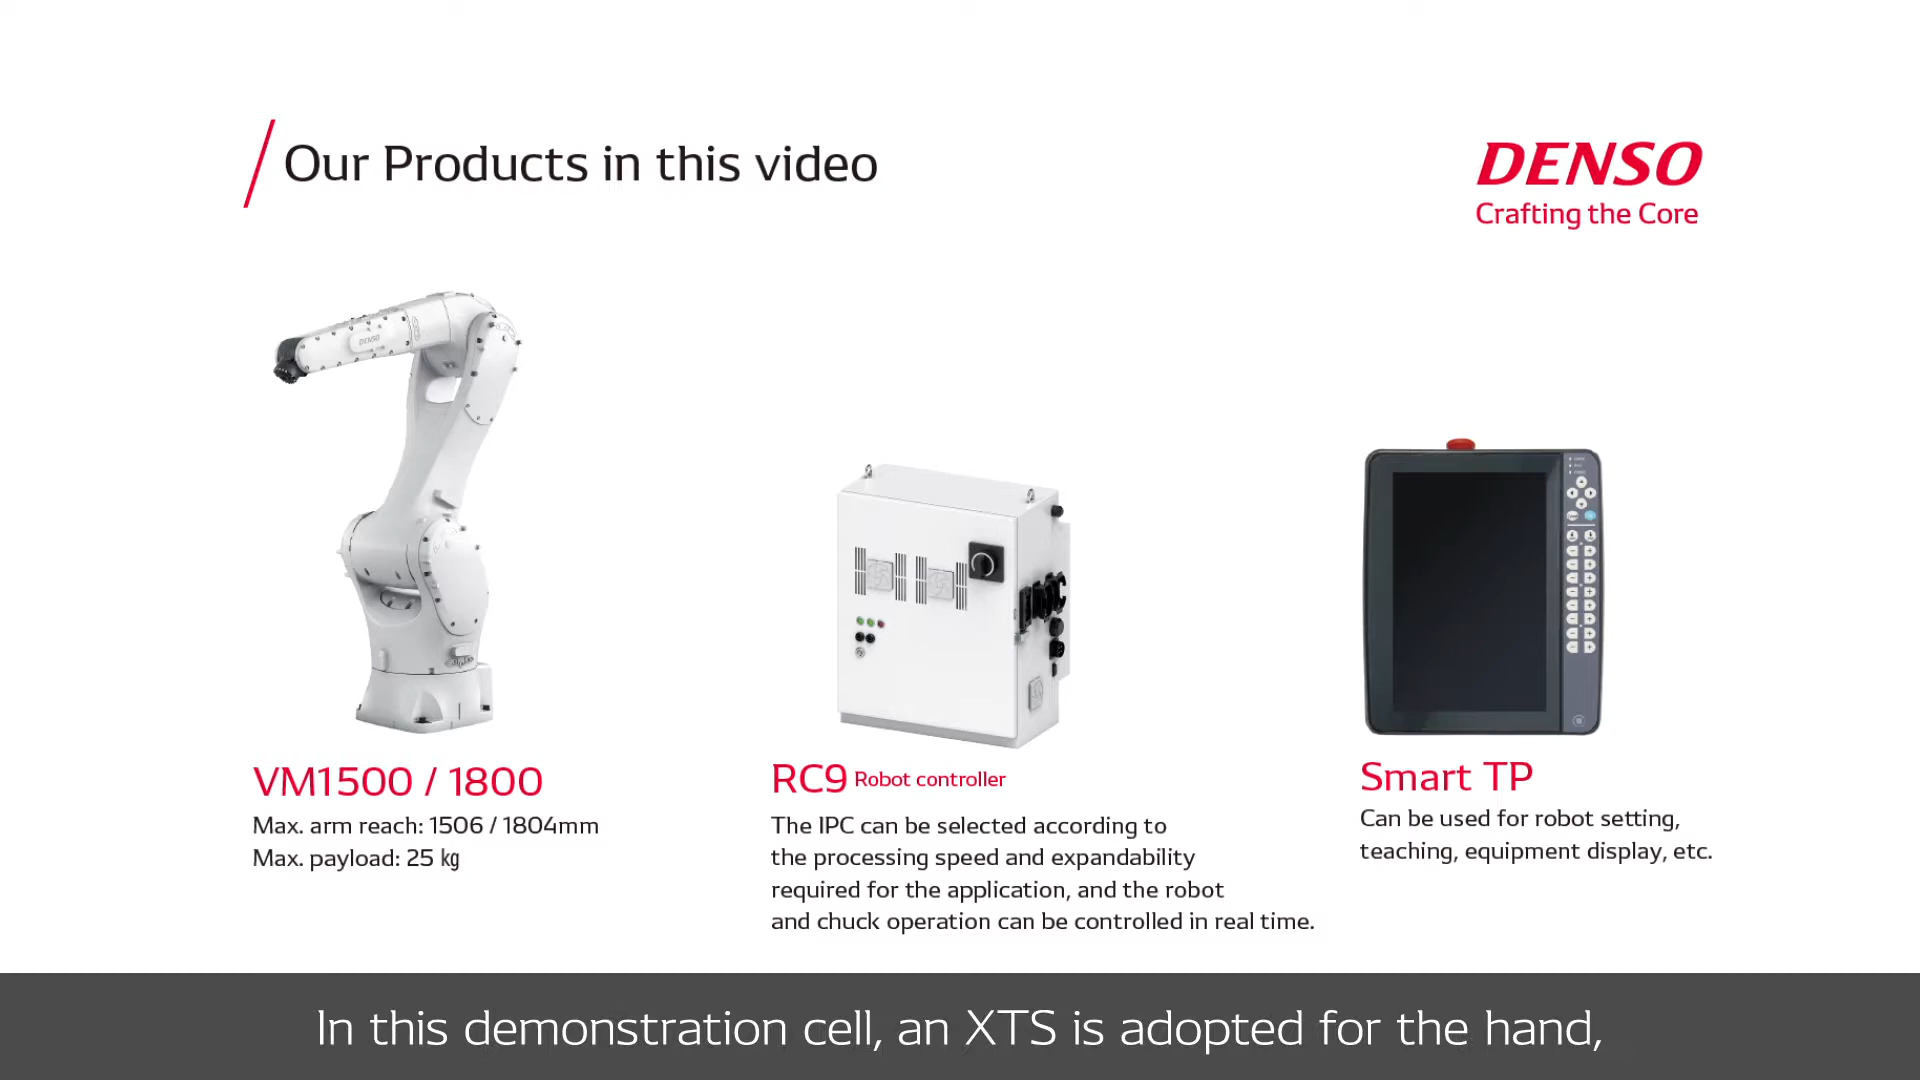 Our Products in this video
DENSO
Crafting the Core
DENSO
VM1500 / 1800
Max. arm reach: 1506 / 1804mm
Max. payload: 25 kg
RC9 Robot controller
The IPC can be selected according to
the processing speed and expandability
required for the application, and the robot
and chuck operation can be controlled in real time.
Smart TP
Can be used for robot setting,
teaching, equipment display, etc.
In this demonstration cell, an XTS is adopted for the hand,